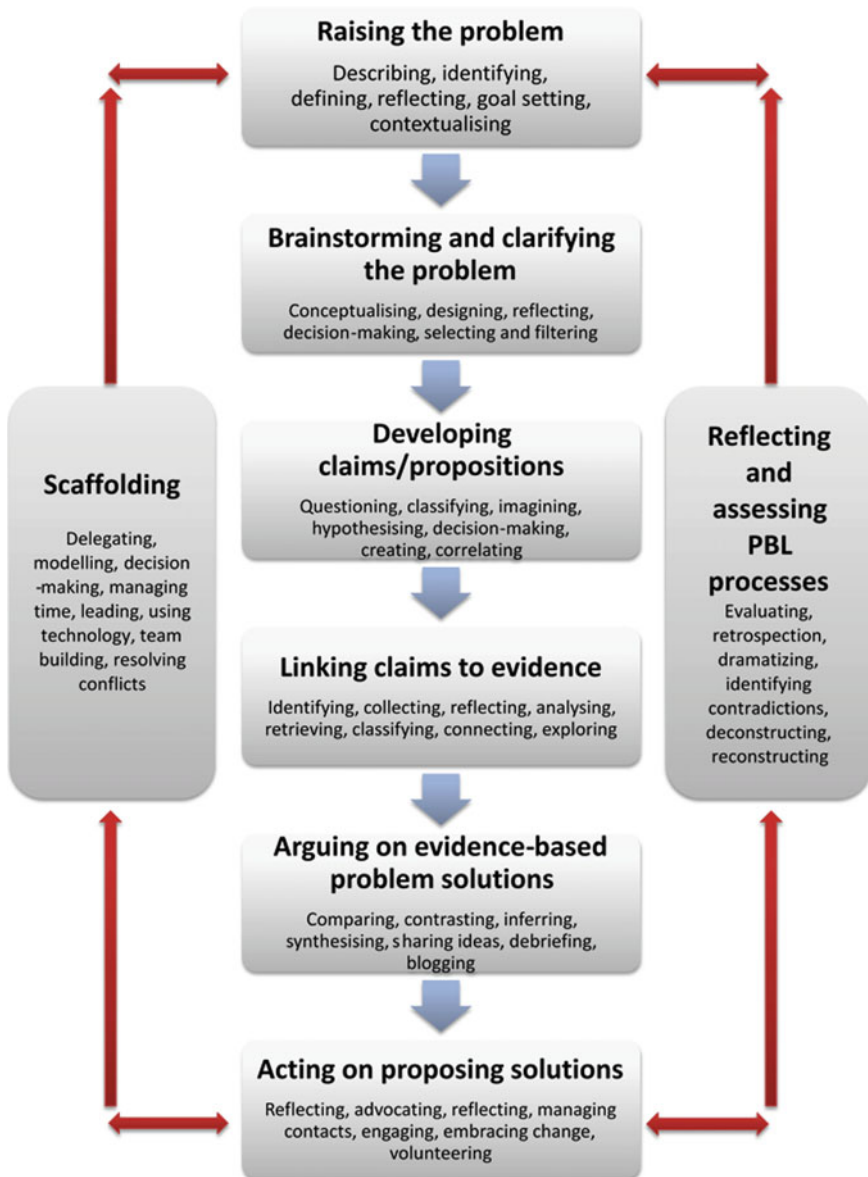 Raising the problem
Describing, identifying,
defining, reflecting, goal setting,
contextualising
Brainstorming and clarifying
the problem
Conceptualising, designing, reflecting,
decision-making, selecting and filtering
Developing
claims/propositions
Questioning, classifying, imagining,
hypothesising, decision-making,
creating, correlating
Linking claims to evidence
Identifying, collecting, reflecting, analysing,
retrieving, classifying, connecting, exploring
Arguing on evidence-based
problem solutions
Comparing, contrasting, inferring,
synthesising, sharing ideas, debriefing,
blogging
Acting on proposing solutions
Reflecting, advocating, reflecting, managing
contacts, engaging, embracing change,
volunteering
Scaffolding
Delegating,
modelling, decision
-making, managing
time, leading, using
technology, team
building, resolving
conflicts
Reflecting
and
assessing
PBL
processes
Evaluating,
retrospection,
dramatizing,
identifying
contradictions,
deconstructing,
reconstructing